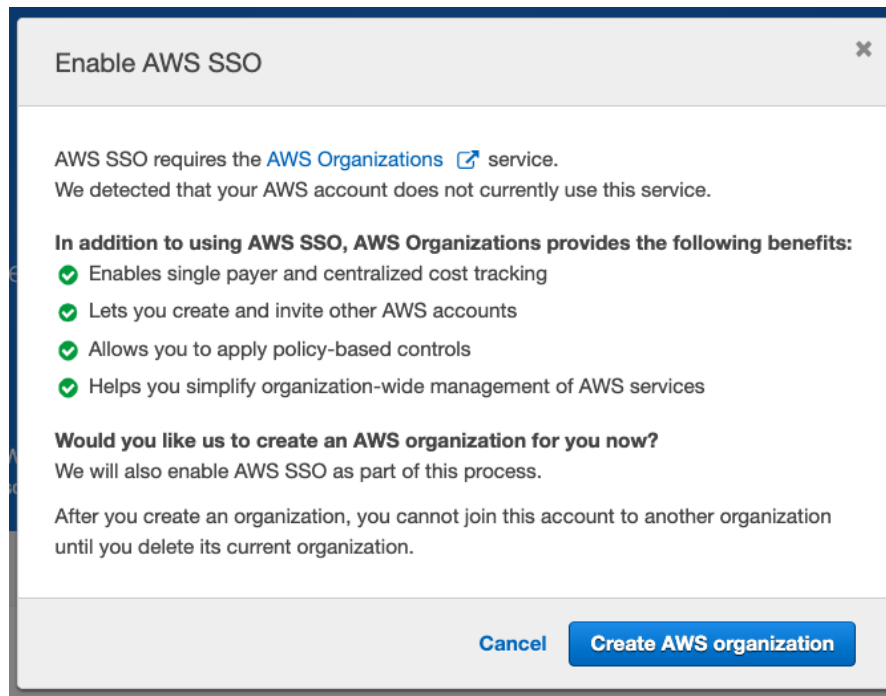 Enable AWS SSO
AWS SSO requires the AWS Organizations service.
We detected that your AWS account does not currently use this service.
In addition to using AWS SSO, AWS Organizations provides the following benefits:
Enables single payer and centralized cost tracking
Lets you create and invite other AWS accounts
Allows you to apply policy-based controls
Helps you simplify organization-wide management of AWS services
Would you like us to create an AWS organization for you now?
We will also enable AWS SSO as part of this process.
After you create an organization, you cannot join this account to another organization
until you delete its current organization.
Cancel Create AWS organization